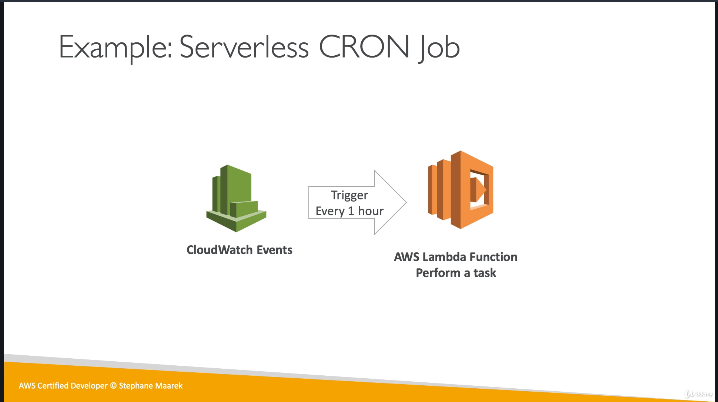 Example: Serverless CRON Job
Trigger
Every 1 hour
CloudWatch Events
AWS Lambda Function
Perform a task
AWS Certified Developer © Stephane Maarek